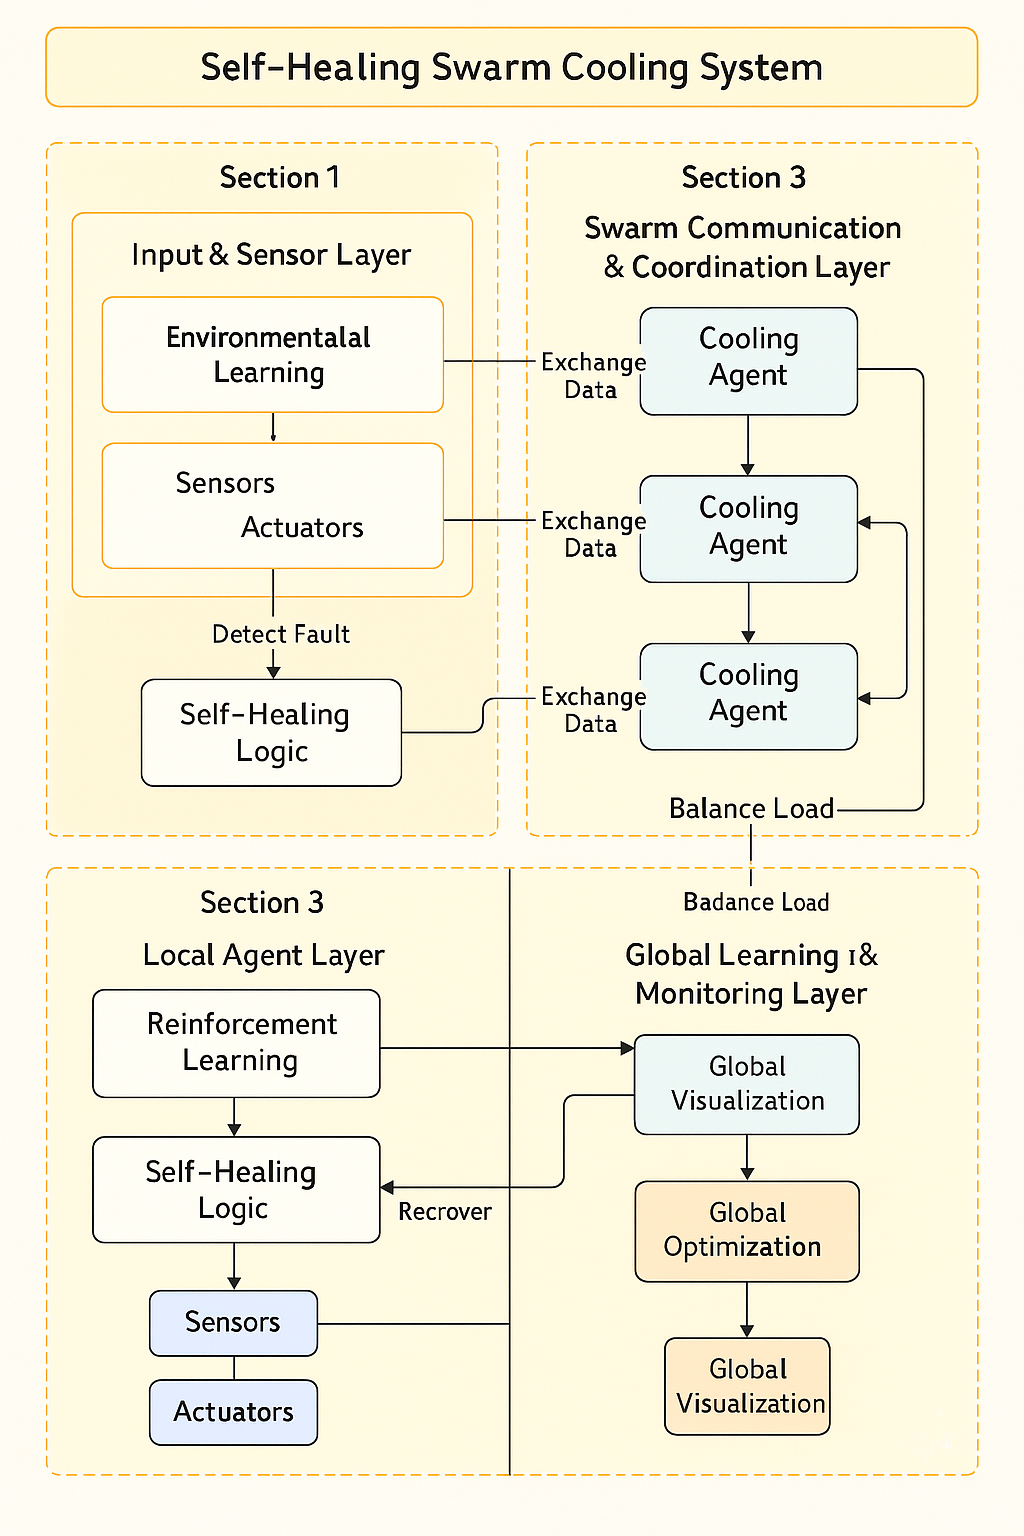 Self-Healing Swarm Cooling System
Section 1
Input & Sensor Layer
Environmentalal
Learning
Sensors
Actuators
Detect Fault
Self-Healing
Logic
Section 3
Swarm Communication
& Coordination Layer
Exchange
Data
Cooling
Agent
Exchange
Data
Cooling
Agent
Exchange
Data
Cooling
Agent
Balance Load
Section 3
Local Agent Layer
Reinforcement
Learning
Self-Healing
Logic
Recrover
Sensors
Actuators
Badance Load
Global Learning ı&
Monitoring Layer
Global
Visualization
Global
Optimization
Global
Visualization